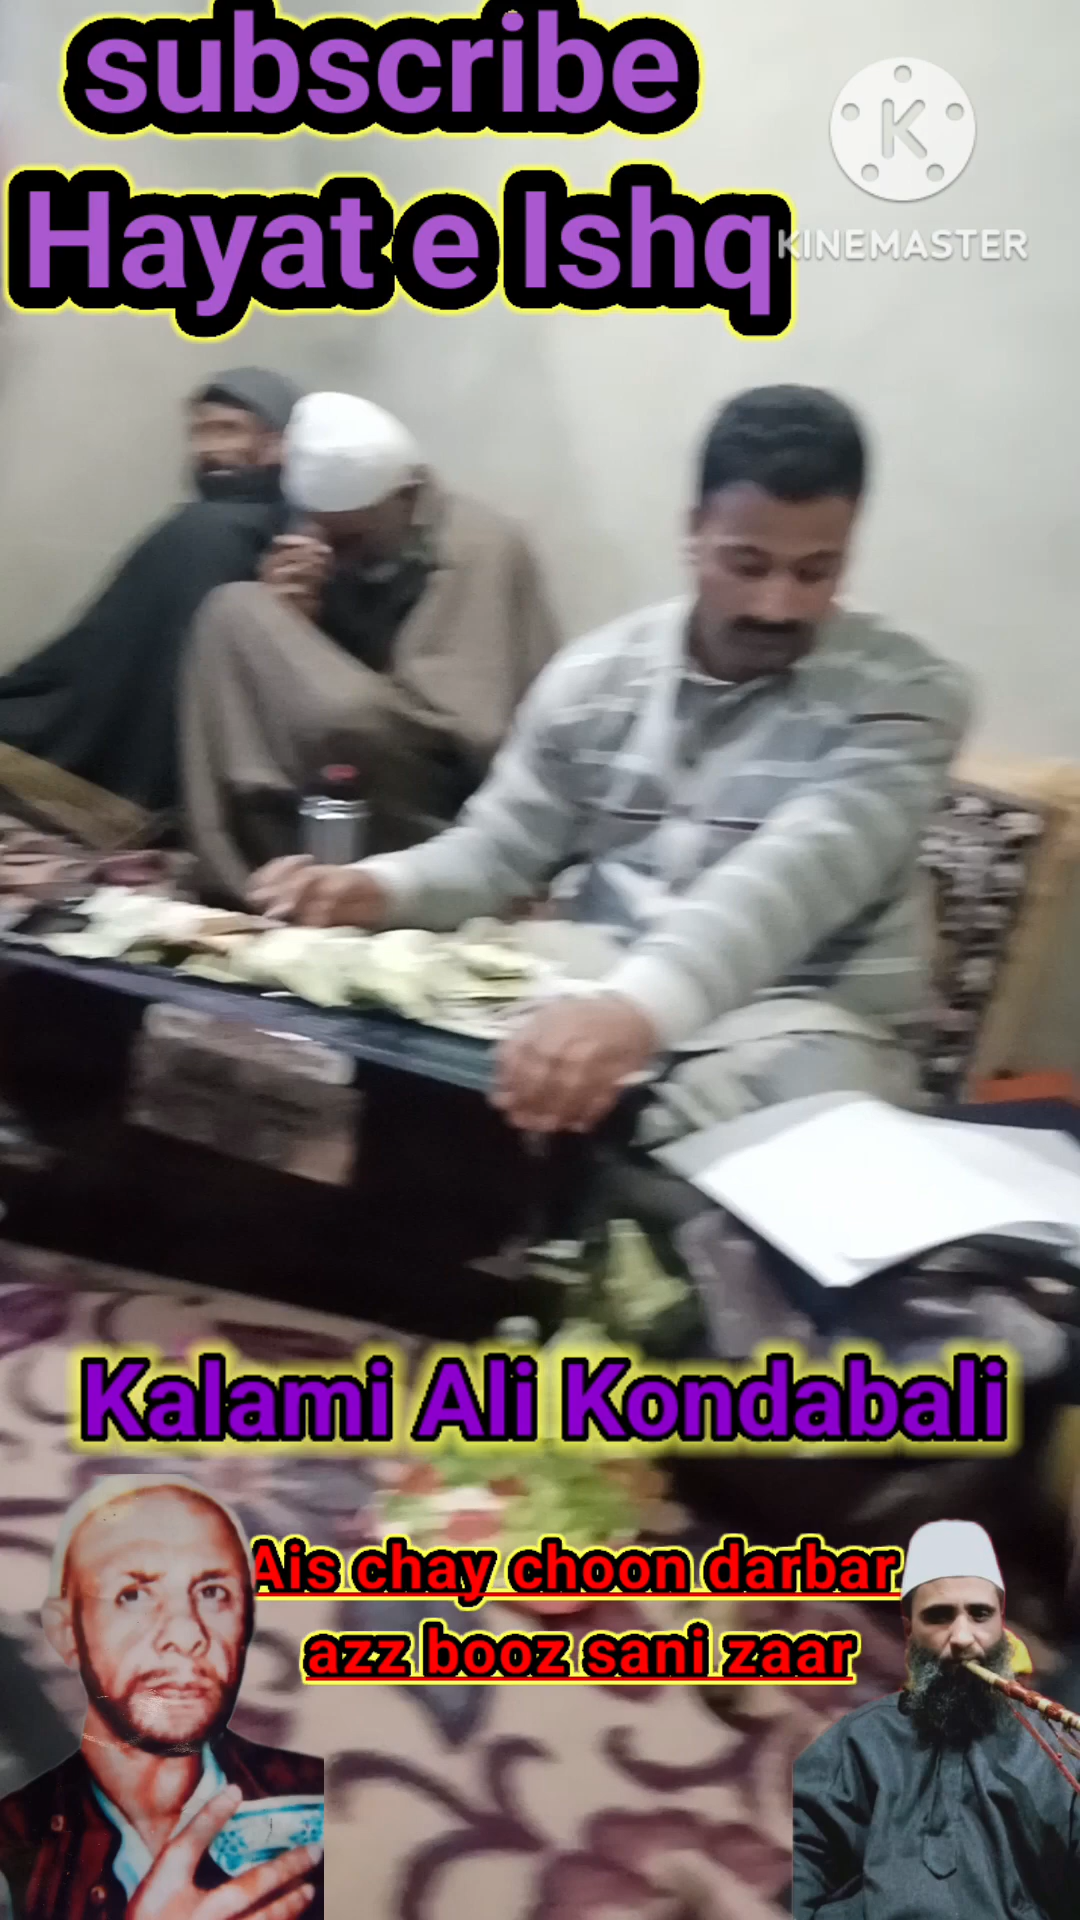 subscribe
Hayat e Ishq
KINEMASTER
Kalami Ali Kondabali
Ais chay choon darbar
azz booz sani zaar